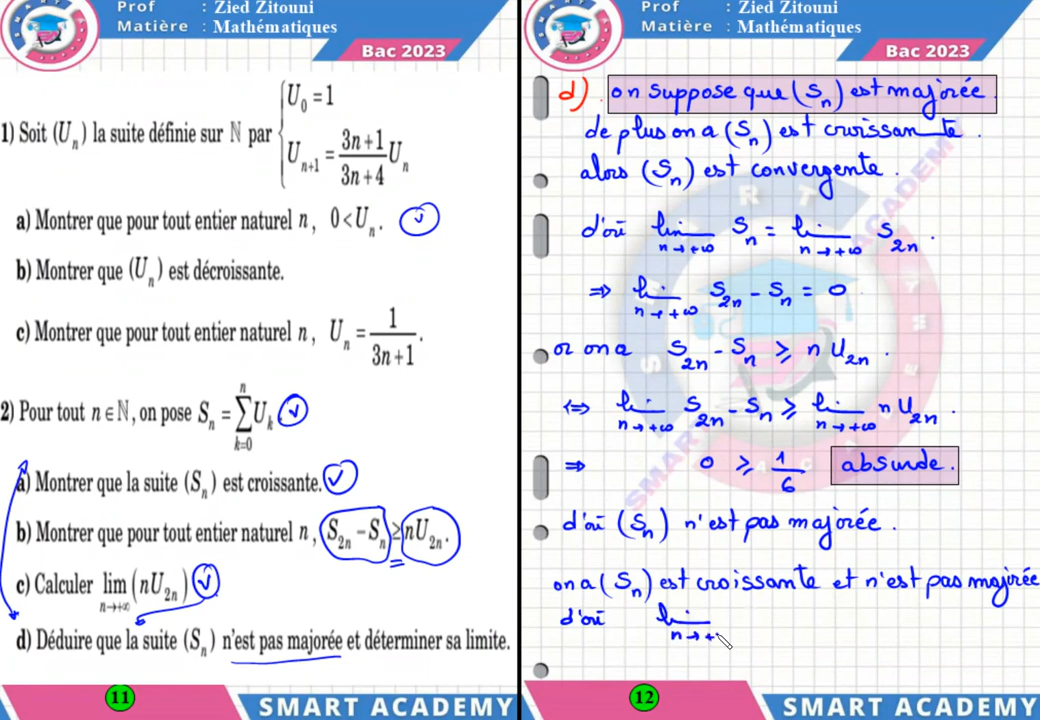 Prof : Zied Zitouni
Matière : Mathématiques
Bac 2023
1) Soit (U_n) la suite définie sur ℕ par { U_0 = 1
U_{n+1} = \frac{3n+1}{3n+4} U_n
a) Montrer que pour tout entier naturel n, 0 < U_n.
b) Montrer que (U_n) est décroissante.
c) Montrer que pour tout entier naturel n, U_n = \frac{1}{3n+1}.
2) Pour tout n ∈ ℕ, on pose S_n = \sum_{k=0}^{n} U_k
a) Montrer que la suite (S_n) est croissante.
b) Montrer que pour tout entier naturel n, S_{2n} - S_n ≥ nU_{2n}.
c) Calculer \lim_{n→+∞} (nU_{2n})
d) Déduire que la suite (S_n) n'est pas majorée et déterminer sa limite.
11
SMART ACADEMY
Prof : Zied Zitouni
Matière : Mathématiques
Bac 2023
d) on suppose que (S_n) est majorée.
de plus on a (S_n) est croissante.
alors (S_n) est convergente.
d'où \lim_{n→+∞} S_n = \lim_{n→+∞} S_{2n}.
⇒ \lim_{n→+∞} S_{2n} - S_n = 0
or on a S_{2n} - S_n ≥ n U_{2n}.
⇔ \lim_{n→+∞} S_{2n} - S_n ≥ \lim_{n→+∞} n U_{2n}.
⇒ 0 ≥ \frac{1}{6} absurde.
d'où (S_n) n'est pas majorée.
on a (S_n) est croissante et n'est pas majorée
d'où \lim_{n→+
12
SMART ACADEMY